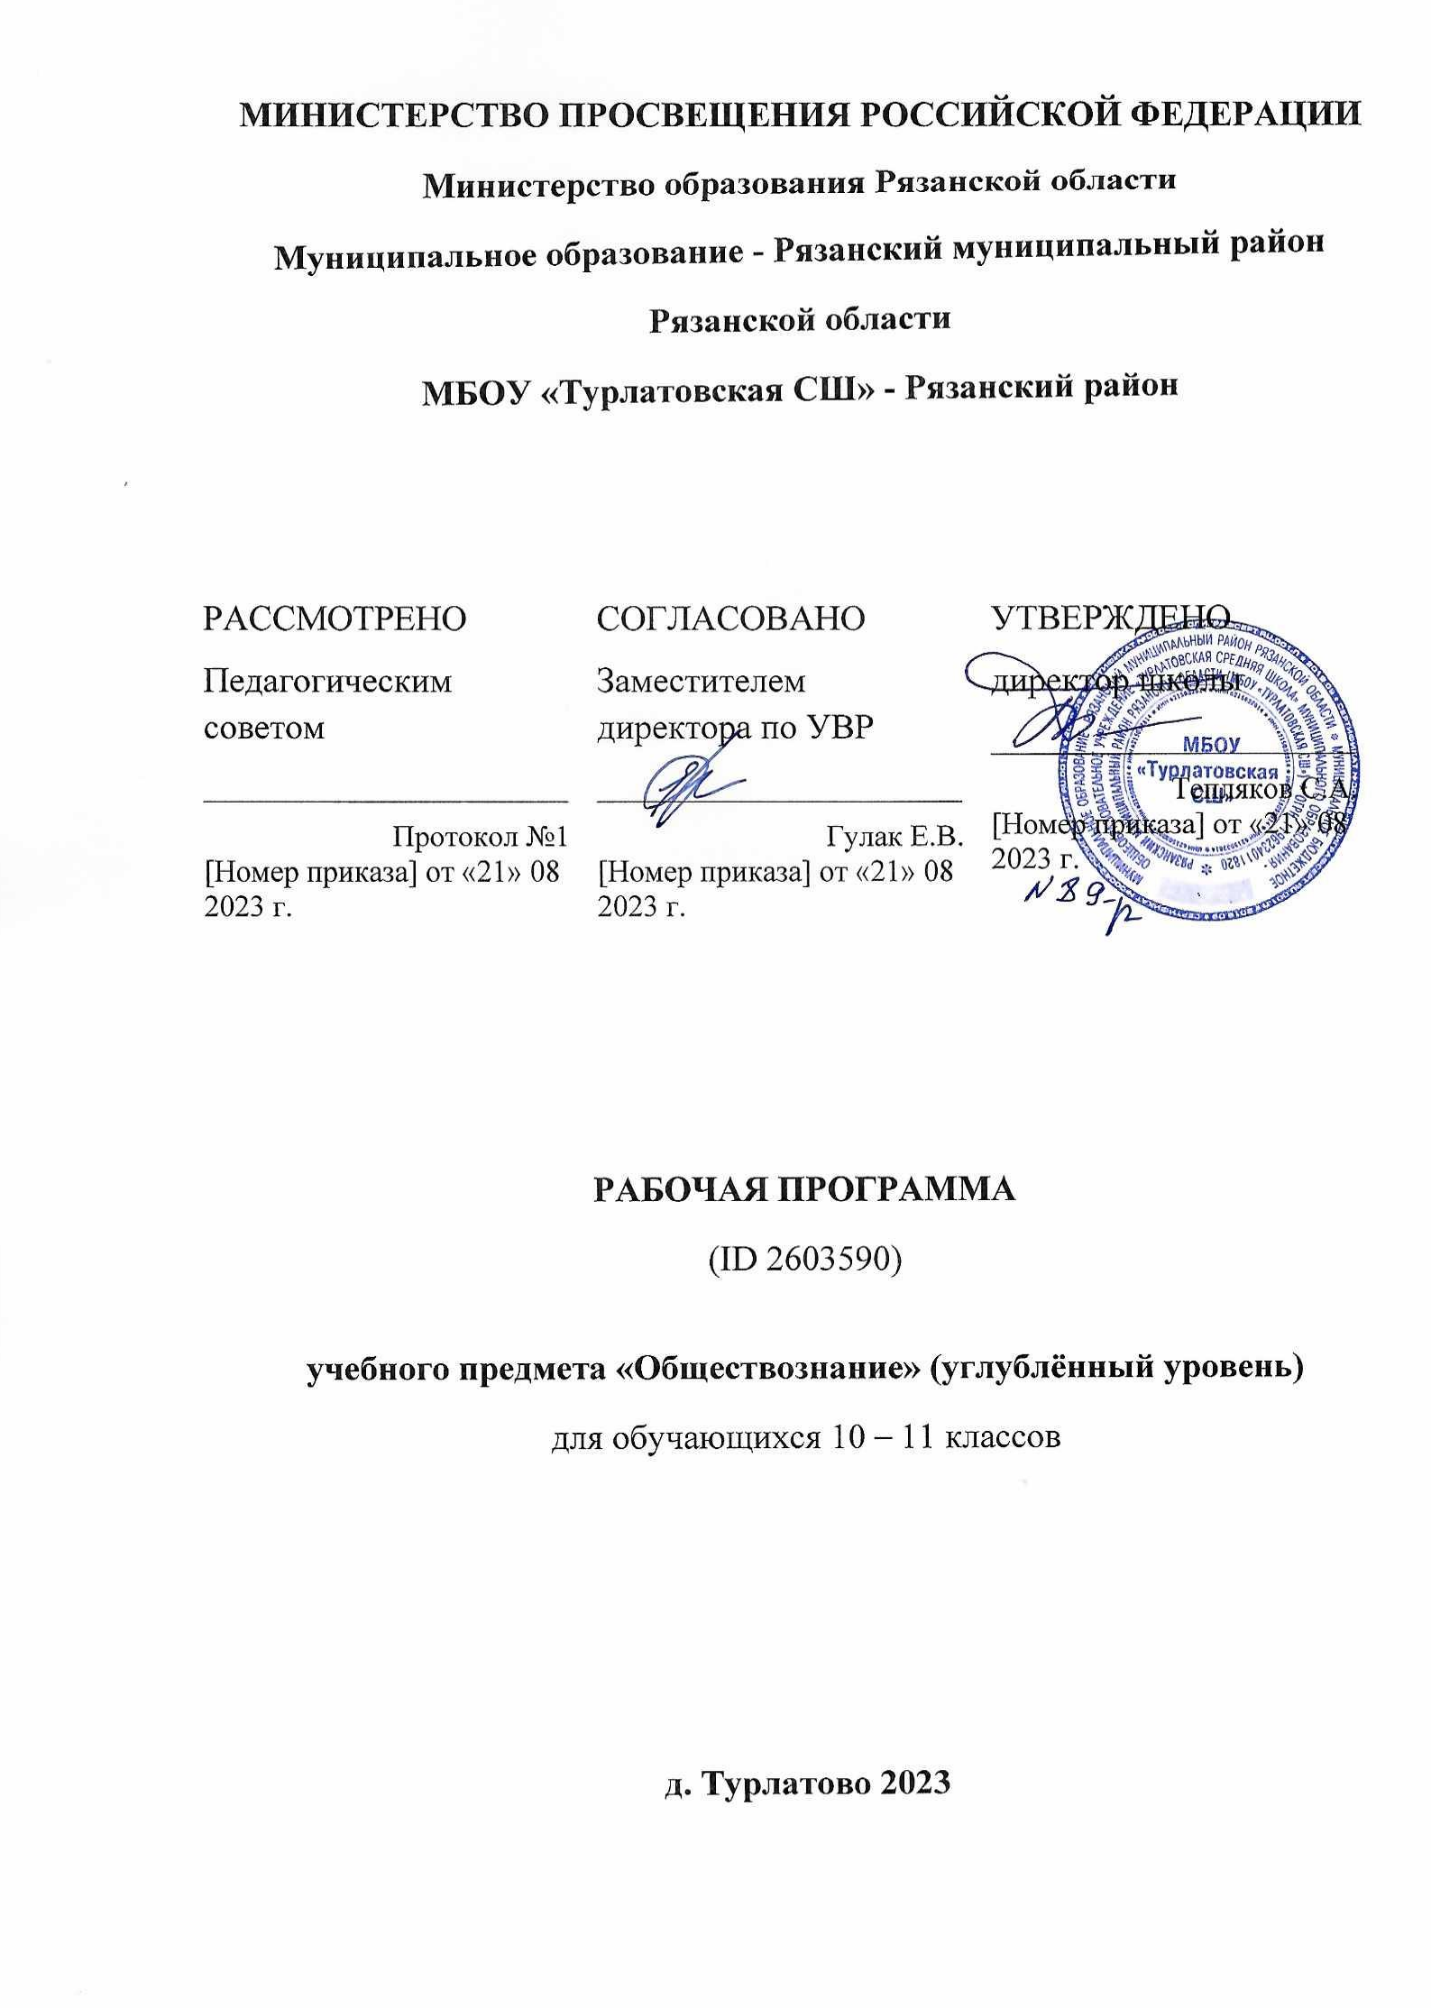 МИНИСТЕРСТВО ПРОСВЕЩЕНИЯ РОССИЙСКОЙ ФЕДЕРАЦИИ
Министерство образования Рязанской области
Муниципальное образование - Рязанский муниципальный район
Рязанской области
МБОУ «Турлатовская СШ» - Рязанский район
РАССМОТРЕНО
Педагогическим
советом
Протокол №1
[Номер приказа] от «21» 08
2023 г.
СОГЛАСОВАНО
Заместителем
директора по УВР
Гулак Е.В.
[Номер приказа] от «21» 08
2023 г.
УТВЕРЖДЕНО
директор школы
Тепляков С.А.
[Номер приказа] от «21» 08
2023 г.
N 89-р
МБОУ
«Турлатовская
СШ»
РАБОЧАЯ ПРОГРАММА
(ID 2603590)
учебного предмета «Обществознание» (углублённый уровень)
для обучающихся 10 – 11 классов
д. Турлатово 2023